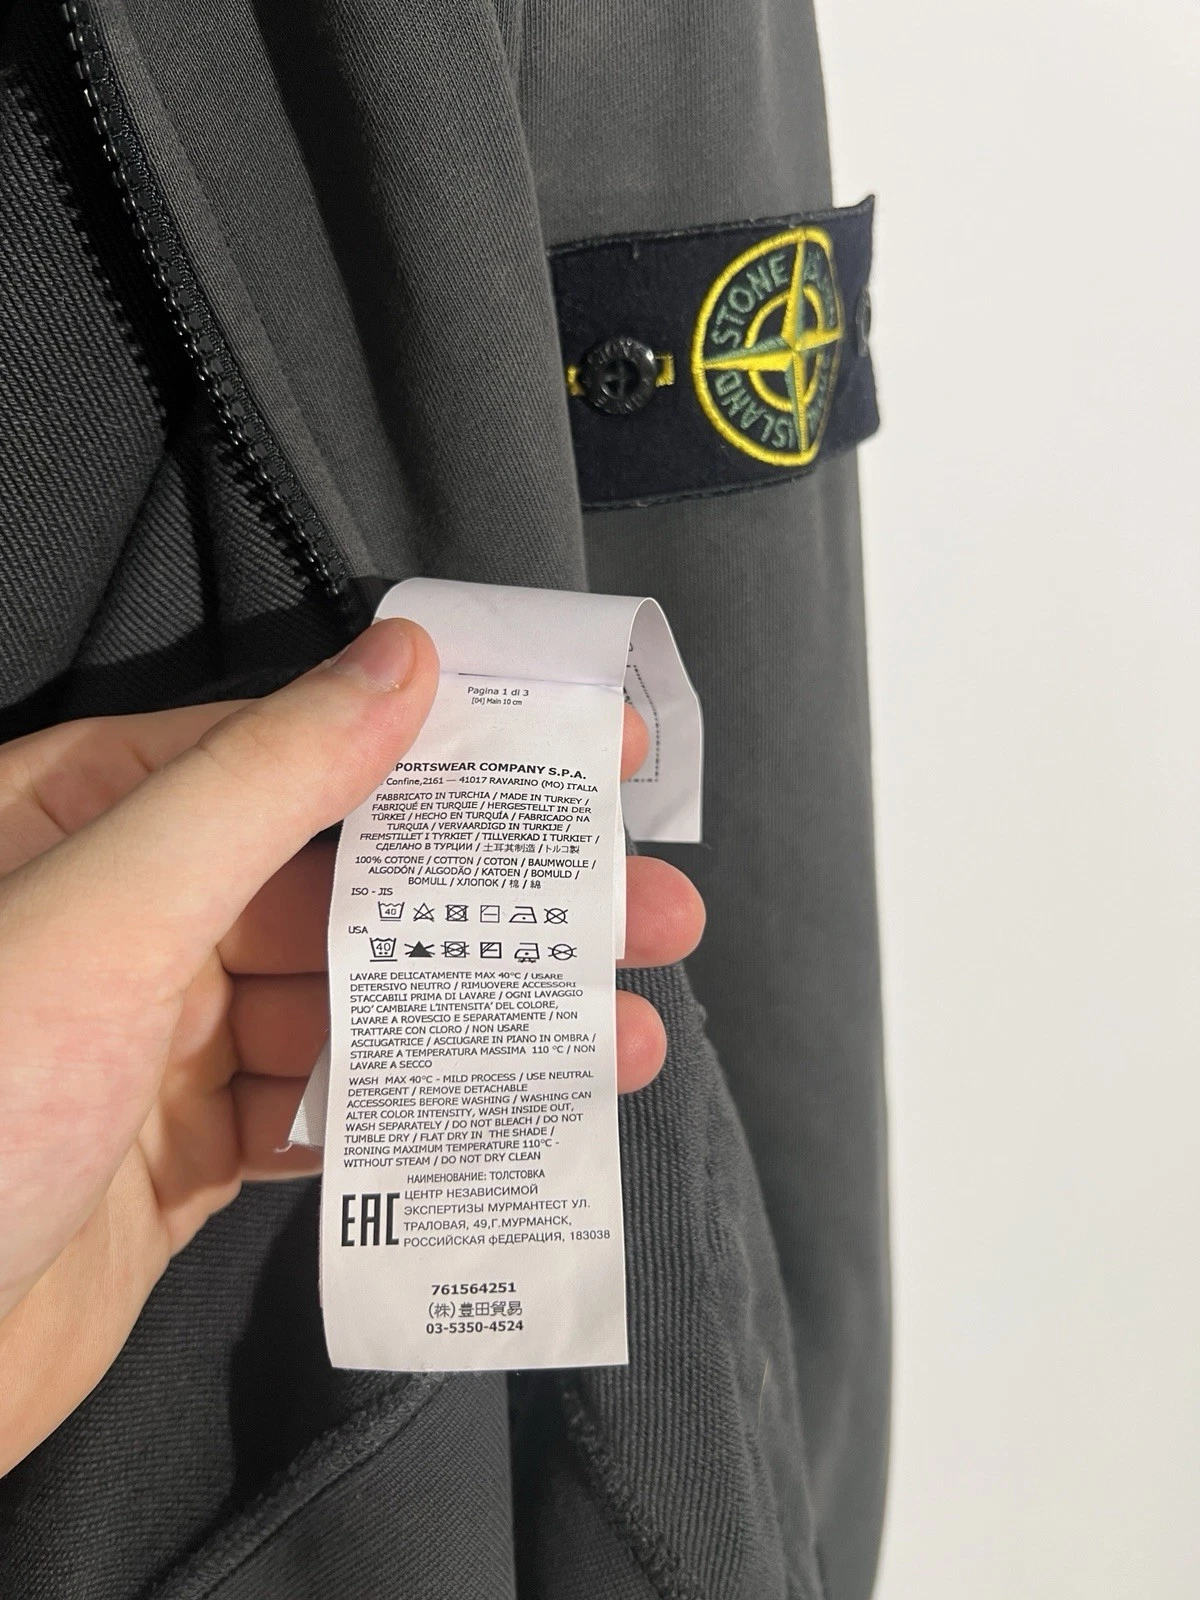 STONE
ISLAND
Pagina 1 di 3
[04] Main 10 cm
PORTSWEAR COMPANY S.P.A.
Confine,2161 — 41017 RAVARINO (MO) ITALIA
FABBRICATO IN TURCHIA / MADE IN TURKEY /
FABRIQUÉ EN TURQUIE / HERGESTELLT IN DER
TÜRKEI / HECHO EN TURQUÍA / FABRICADO NA
TURQUIA / VERVAARDIGD IN TURKIJE /
FREMSTILLET I TYRKIET / TILLVERKAD I TURKIET /
СДЕЛАНО В ТУРЦИИ / 土耳其制造 / トルコ製
100% COTONE / COTTON / COTON / BAUMWOLLE /
ALGODÓN / ALGODÃO / KATOEN / BOMULD /
BOMULL / ХЛОПОК / 棉 / 綿
ISO - JIS
40
USA
40
LAVARE DELICATAMENTE MAX 40°C / USARE
DETERSIVO NEUTRO / RIMUOVERE ACCESSORI
STACCABILI PRIMA DI LAVARE / OGNI LAVAGGIO
PUO' CAMBIARE L'INTENSITA' DEL COLORE,
LAVARE A ROVESCIO E SEPARATAMENTE / NON
TRATTARE CON CLORO / NON USARE
ASCIUGATRICE / ASCIUGARE IN PIANO IN OMBRA /
STIRARE A TEMPERATURA MASSIMA 110 °C / NON
LAVARE A SECCO
WASH MAX 40°C - MILD PROCESS / USE NEUTRAL
DETERGENT / REMOVE DETACHABLE
ACCESSORIES BEFORE WASHING / WASHING CAN
ALTER COLOR INTENSITY, WASH INSIDE OUT,
WASH SEPARATELY / DO NOT BLEACH / DO NOT
TUMBLE DRY / FLAT DRY IN THE SHADE /
IRONING MAXIMUM TEMPERATURE 110°C -
WITHOUT STEAM / DO NOT DRY CLEAN
НАИМЕНОВАНИЕ: ТОЛСТОВКА
EAC ЦЕНТР НЕЗАВИСИМОЙ
ЭКСПЕРТИЗЫ МУРМАНТЕСТ УЛ.
ТРАЛОВАЯ, 49,Г.МУРМАНСК,
РОССИЙСКАЯ ФЕДЕРАЦИЯ, 183038
761564251
(株)豊田貿易
03-5350-4524